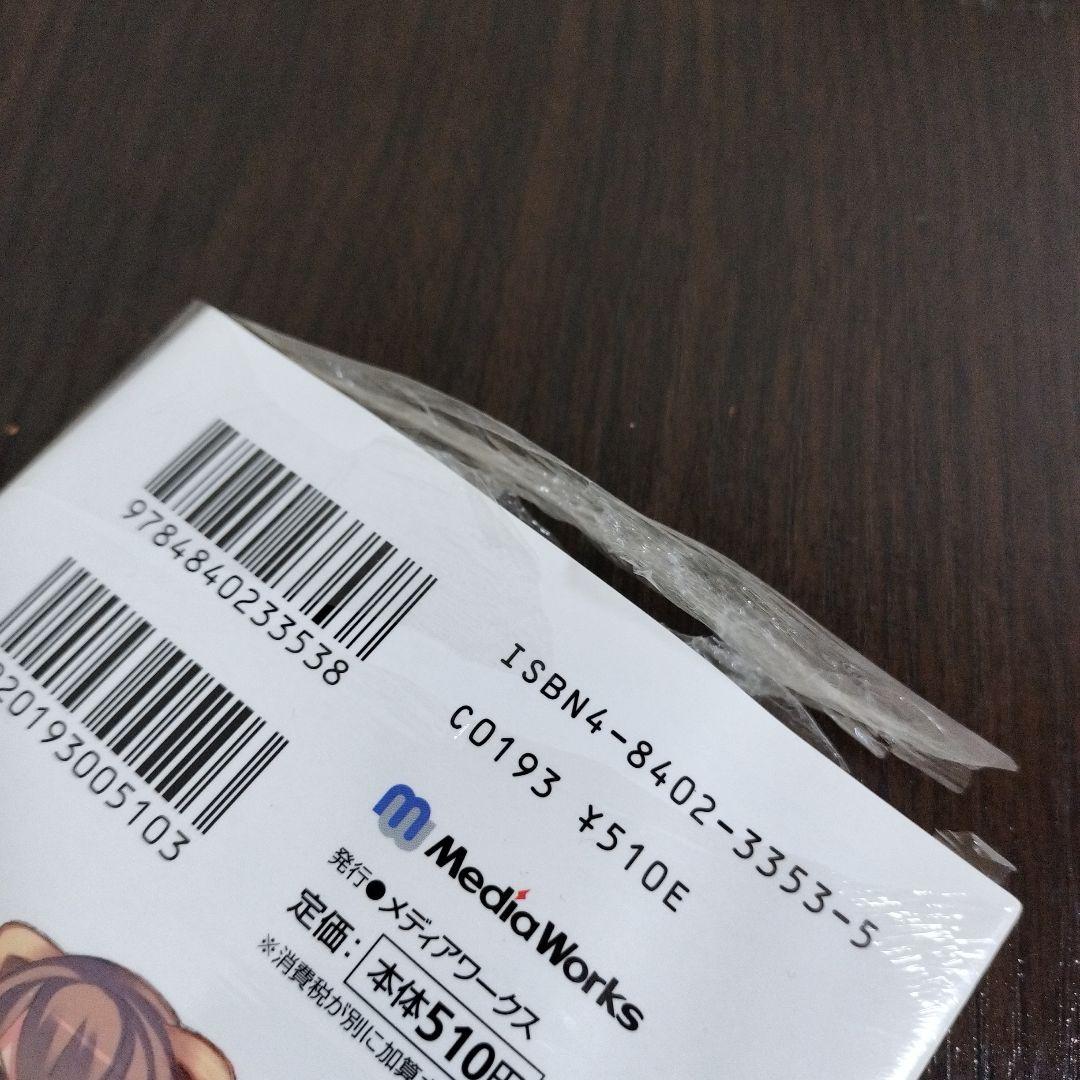 9784840233538
ISBN4-8402-3353-5
C0193 ¥510E
20193005103
MediaWorks
発行●メディアワークス
定価: 本体510円
※消費税が別に加算